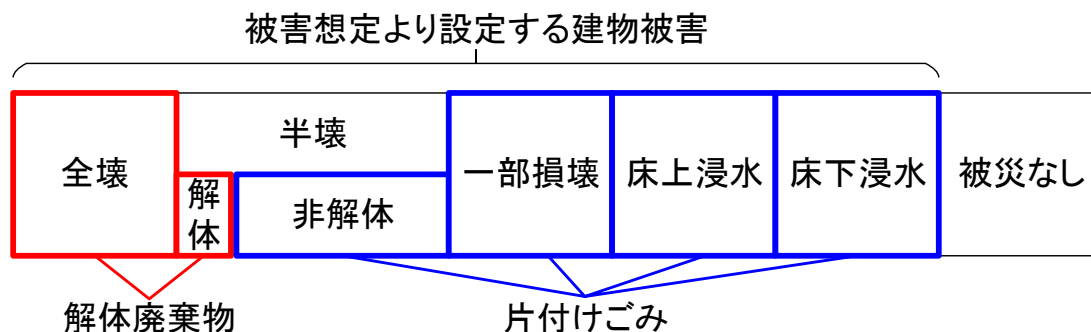 被害想定より設定する建物被害
全壊
半壊
解体
非解体
一部損壊
床上浸水
床下浸水
被災なし
解体廃棄物
片付けごみ